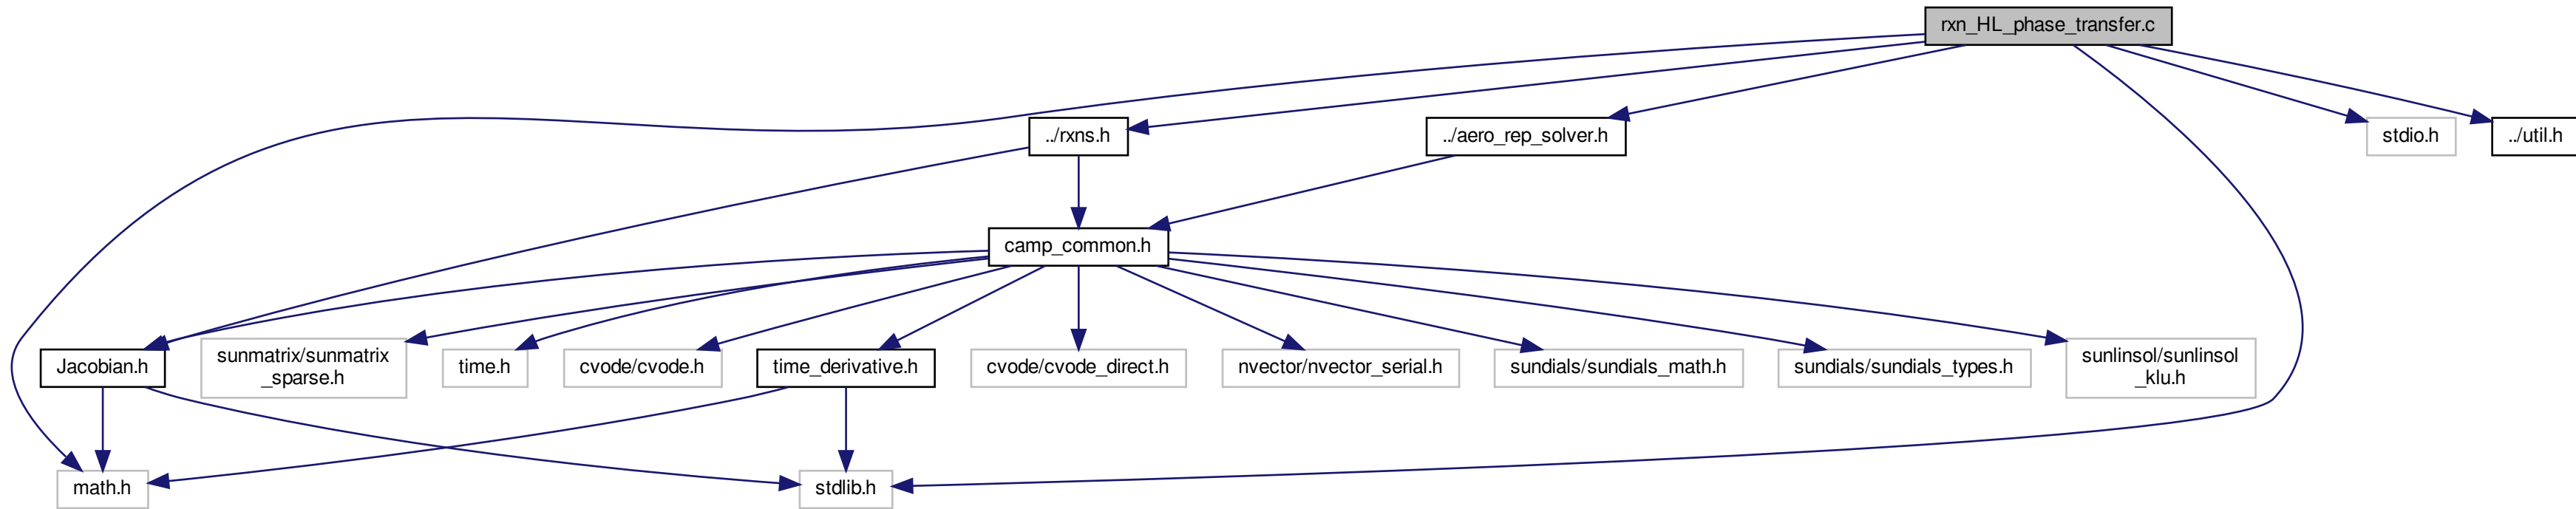 rxn_HL_phase_transfer.c
../rxns.h
../aero_rep_solver.h
stdio.h
../util.h
camp_common.h
Jacobian.h
sunmatrix/sunmatrix
_sparse.h
time.h
cvode/cvode.h
time_derivative.h
cvode/cvode_direct.h
nvector/nvector_serial.h
sundials/sundials_math.h
sundials/sundials_types.h
sunlinsol/sunlinsol
_klu.h
math.h
stdlib.h